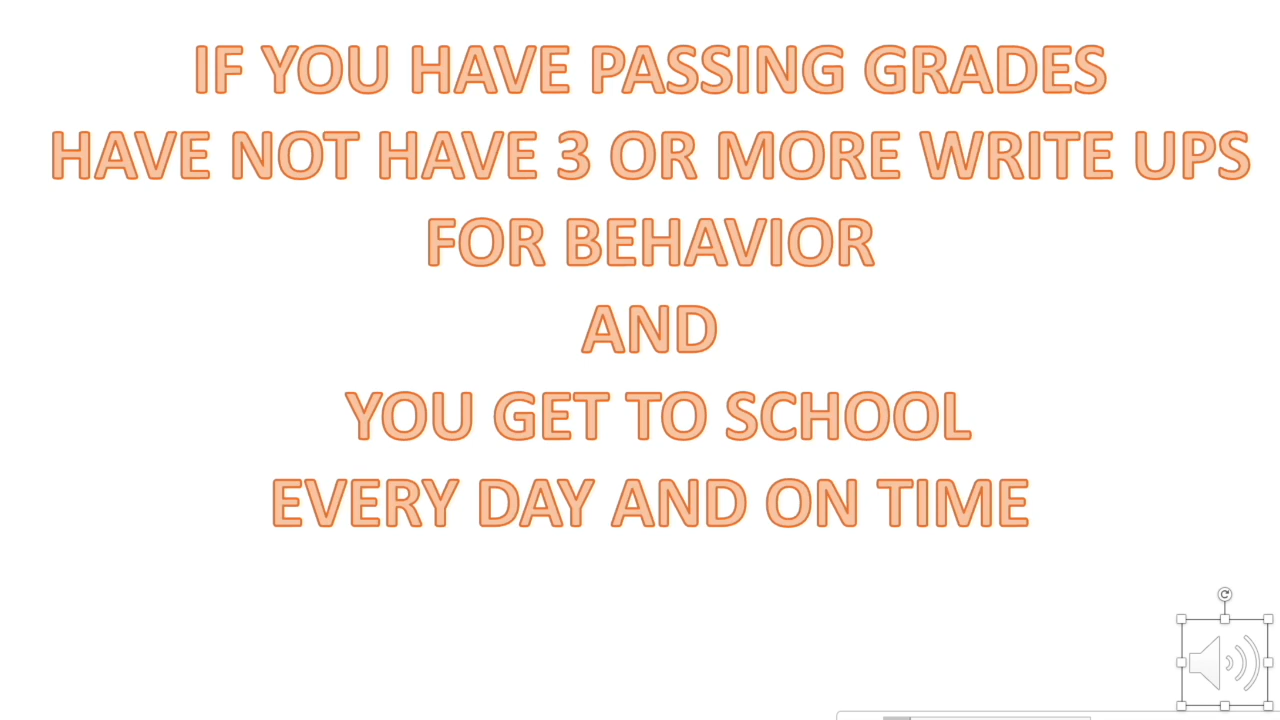 IF YOU HAVE PASSING GRADES
HAVE NOT HAVE 3 OR MORE WRITE UPS
FOR BEHAVIOR
AND
YOU GET TO SCHOOL
EVERY DAY AND ON TIME